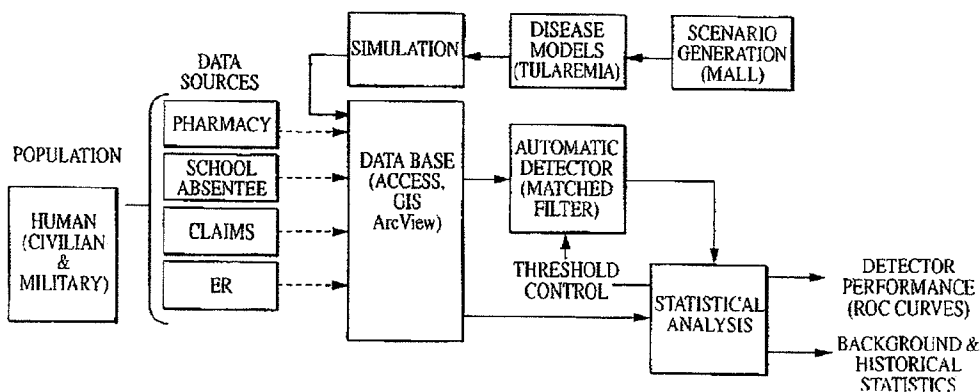 SIMULATION
DISEASE
MODELS
(TULAREMIA)
SCENARIO
GENERATION
(MALL)
DATA
SOURCES
POPULATION
HUMAN
(CIVILIAN
&
MILITARY)
PHARMACY
SCHOOL
ABSENTEE
CLAIMS
ER
DATA BASE
(ACCESS,
GIS
ArcView)
AUTOMATIC
DETECTOR
(MATCHED
FILTER)
THRESHOLD
CONTROL
STATISTICAL
ANALYSIS
DETECTOR
PERFORMANCE
(ROC CURVES)
BACKGROUND &
HISTORICAL
STATISTICS